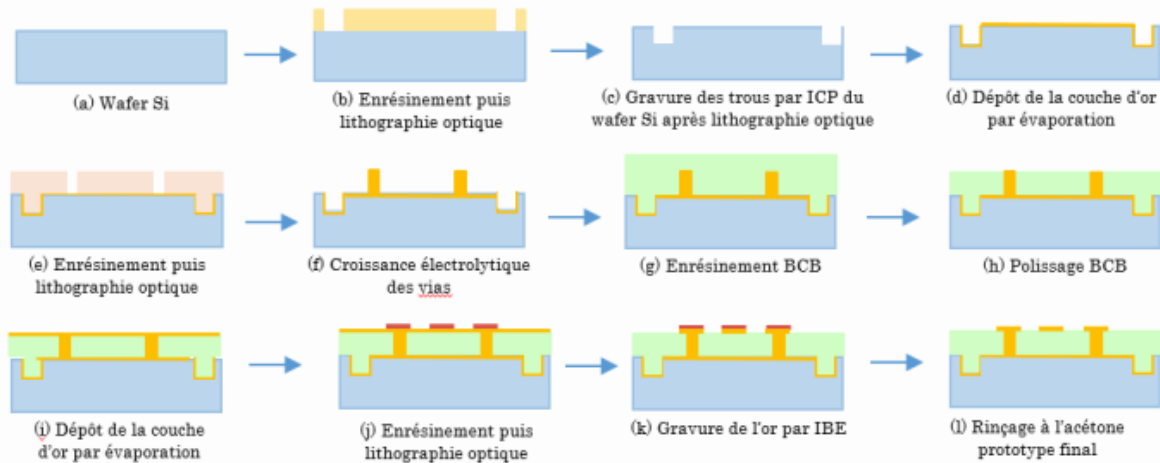 (a) Wafer Si
(b) Enrésinement puis
lithographie optique
(c) Gravure des trous par ICP du
wafer Si après lithographie optique
(d) Dépôt de la couche d'or
par évaporation
(e) Enrésinement puis
lithographie optique
(f) Croissance électrolytique
des vias
(g) Enrésinement BCB
(h) Polissage BCB
(i) Dépôt de la couche
d'or par évaporation
(j) Enrésinement puis
lithographie optique
(k) Gravure de l'or par IBE
(l) Rinçage à l'acétone
prototype final